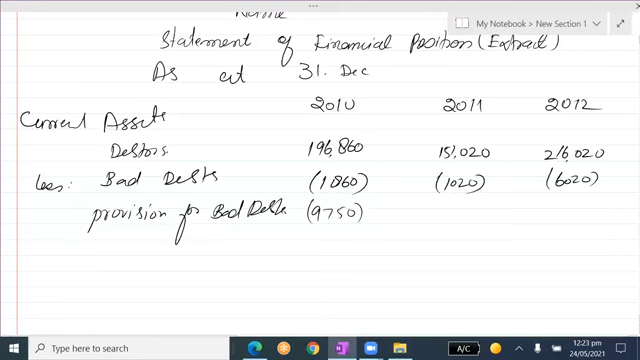 Name
My Notebook > New Section 1
Statement of Financial Position (Extract)
As at 31. Dec
2010 2011 2012
Current Assets
Debtors 196,860 151,020 216,020
Less: Bad Debts (1860) (1020) (6020)
provision for Bad Debts (9750)
Type here to search
A/C
12:23 pm
24/05/2021